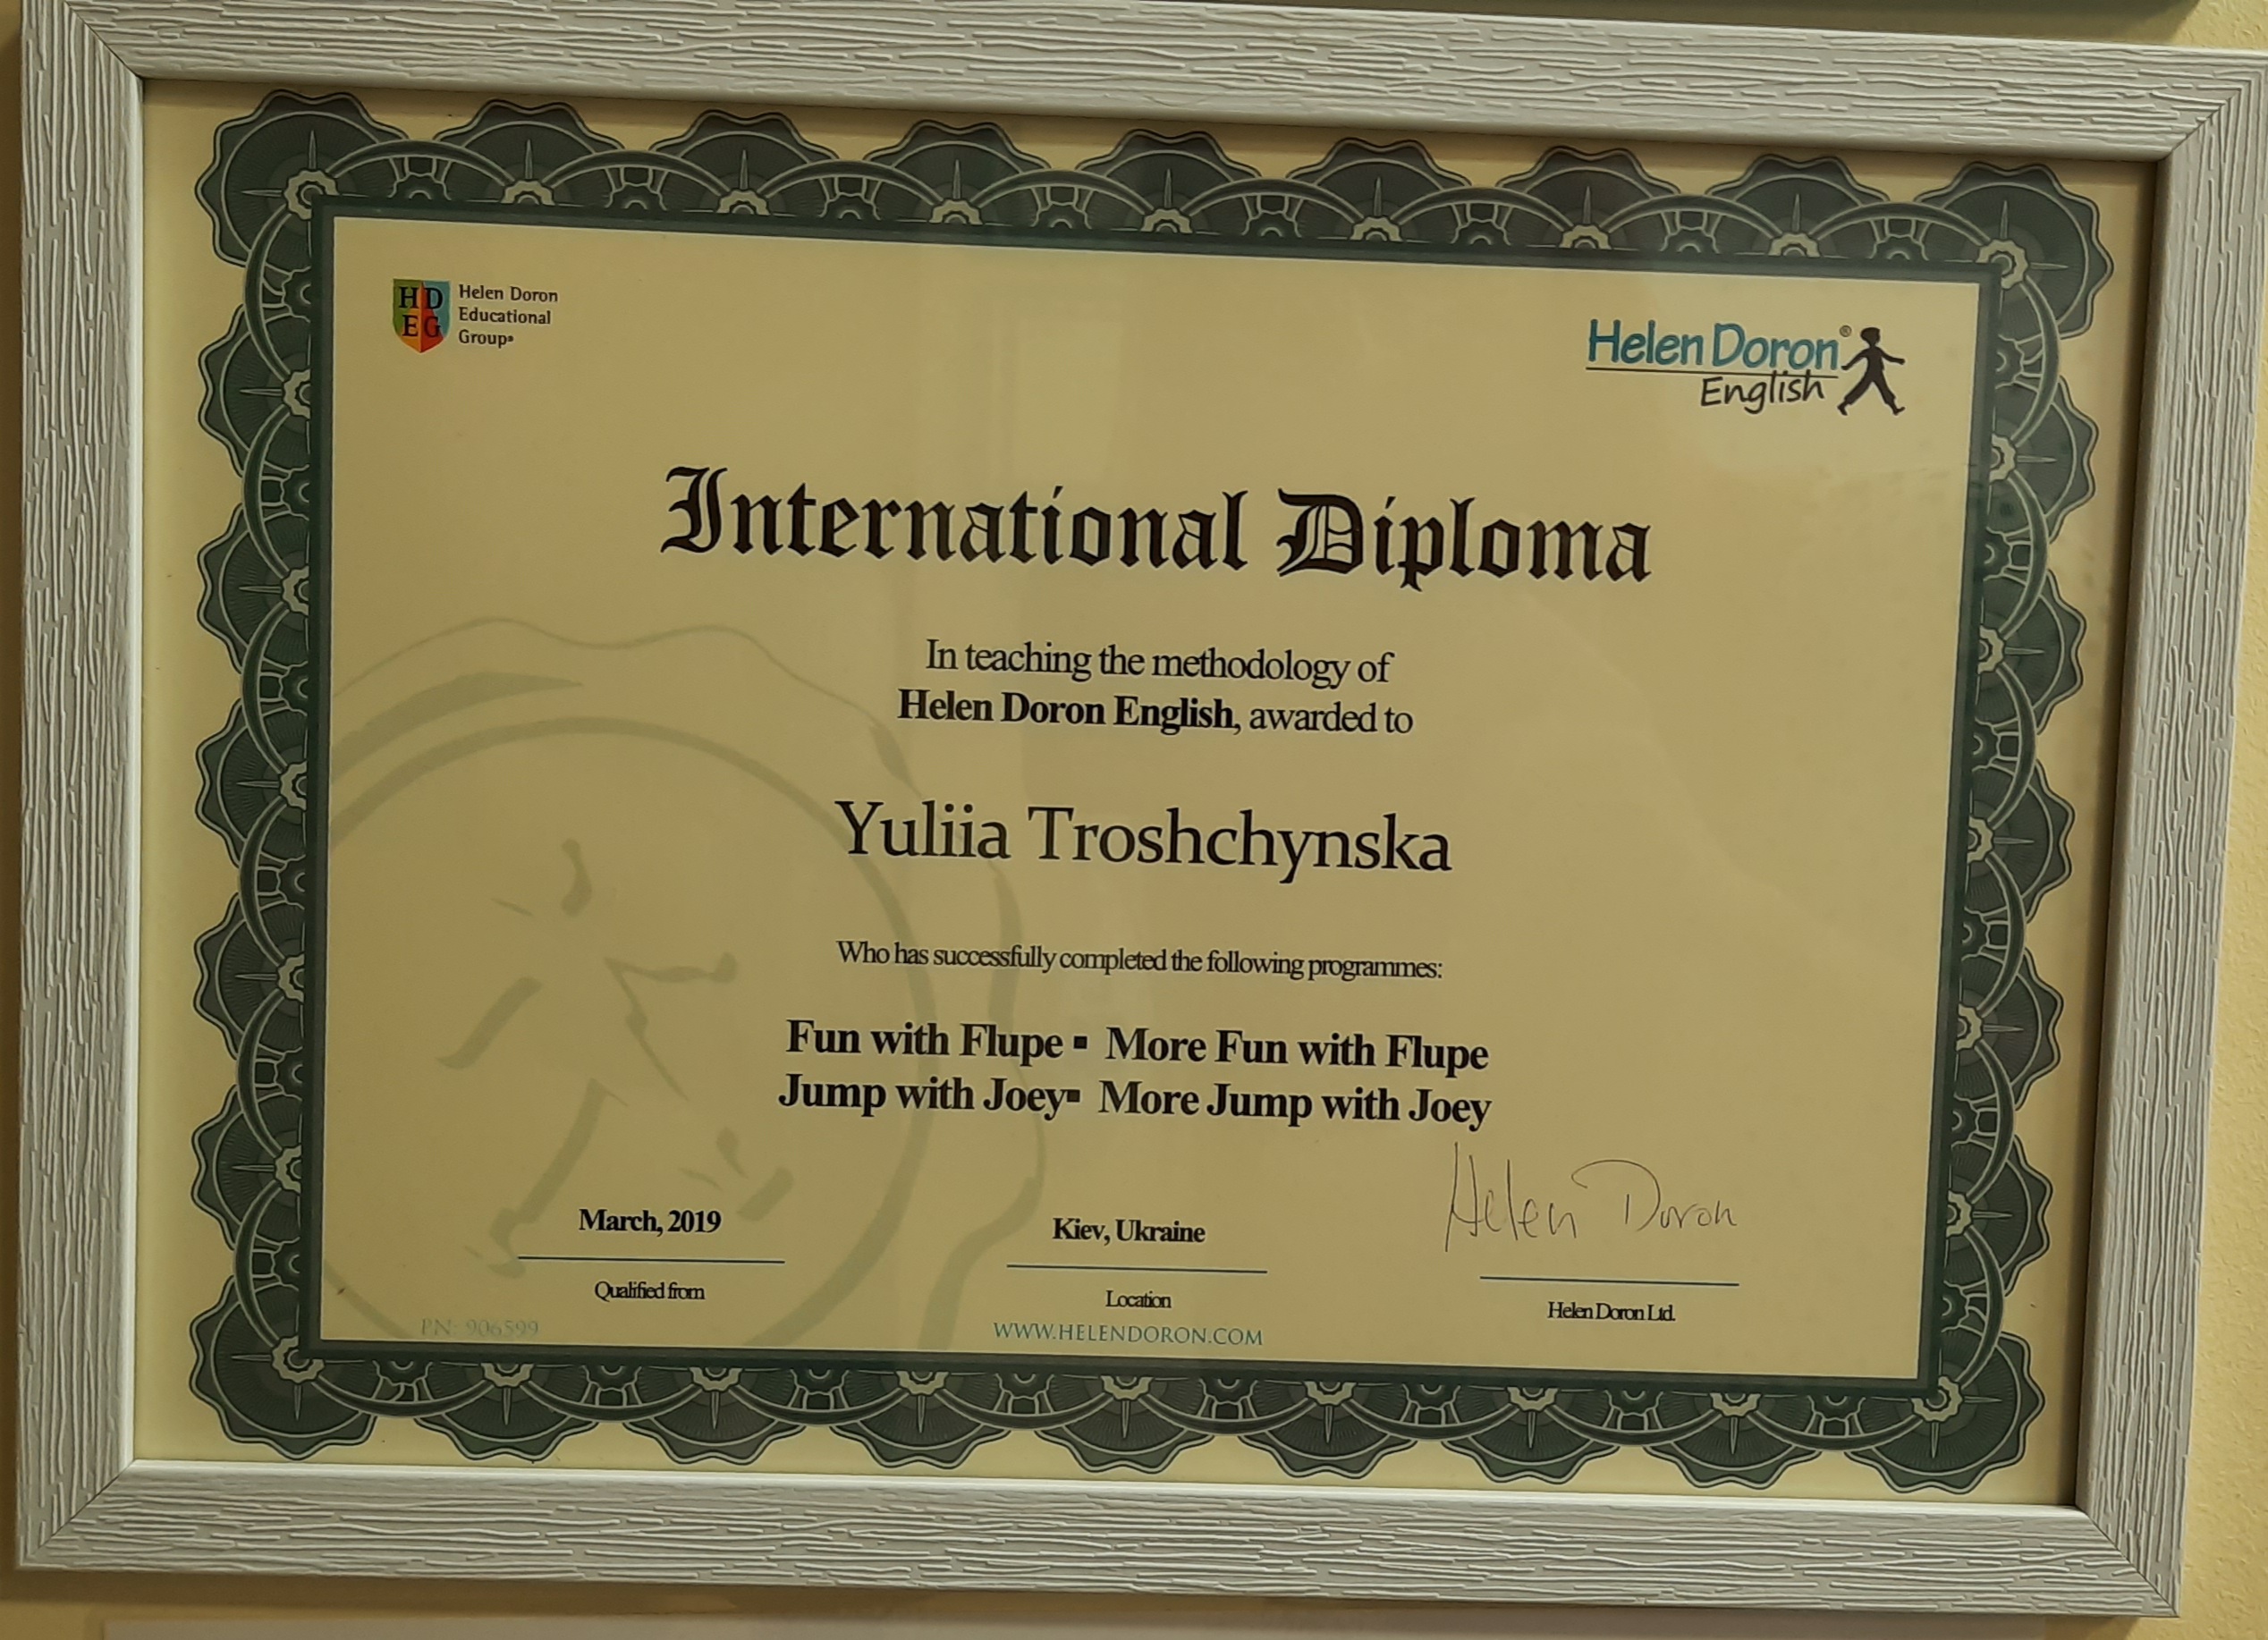 HD
EG
Helen Doron
Educational
Group®
Helen Doron®
English
International Diploma
In teaching the methodology of
Helen Doron English, awarded to
Yuliia Troshchynska
Who has successfully completed the following programmes:
Fun with Flupe ▪ More Fun with Flupe
Jump with Joey▪ More Jump with Joey
March, 2019
Qualified from
Kiev, Ukraine
Location
Helen Doron
Helen Doron Ltd.
PN: 906599
WWW.HELENDORON.COM